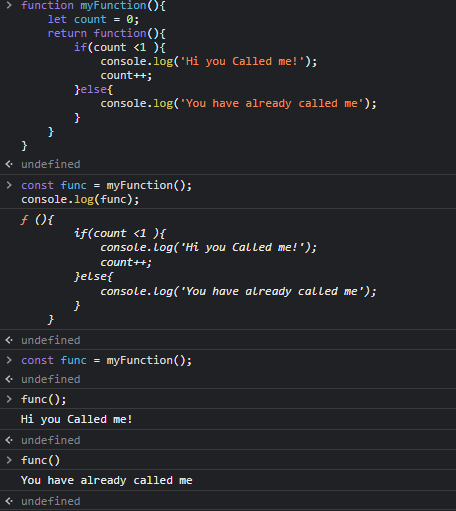 > function myFunction(){
    let count = 0;
    return function(){
        if(count <1 ){
            console.log('Hi you Called me!');
            count++;
        }else{
            console.log('You have already called me');
        }
    }
}
undefined
> const func = myFunction();
console.log(func);
ƒ (){
        if(count <1 ){
            console.log('Hi you Called me!');
            count++;
        }else{
            console.log('You have already called me');
        }
    }
undefined
> const func = myFunction();
undefined
> func();
Hi you Called me!
undefined
> func()
You have already called me
undefined